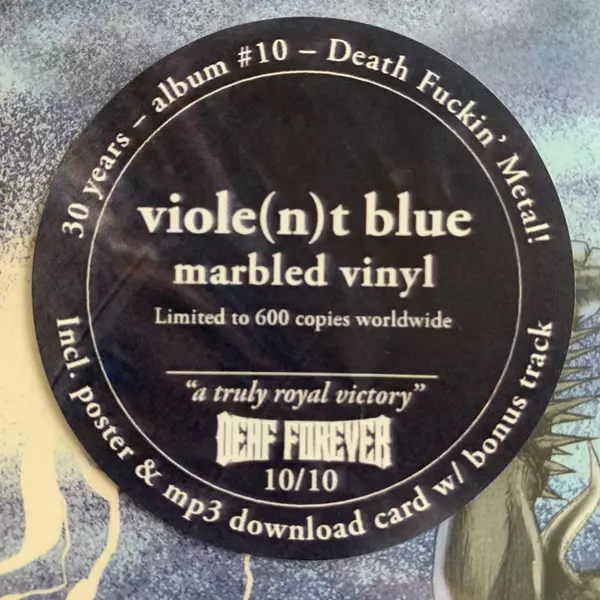 30 years – album #10 – Death Fuckin' Metal!
viole(n)t blue
marbled vinyl
Limited to 600 copies worldwide
“a truly royal victory”
DEAF FOREVER
10/10
Incl. poster & mp3 download card w/ bonus track